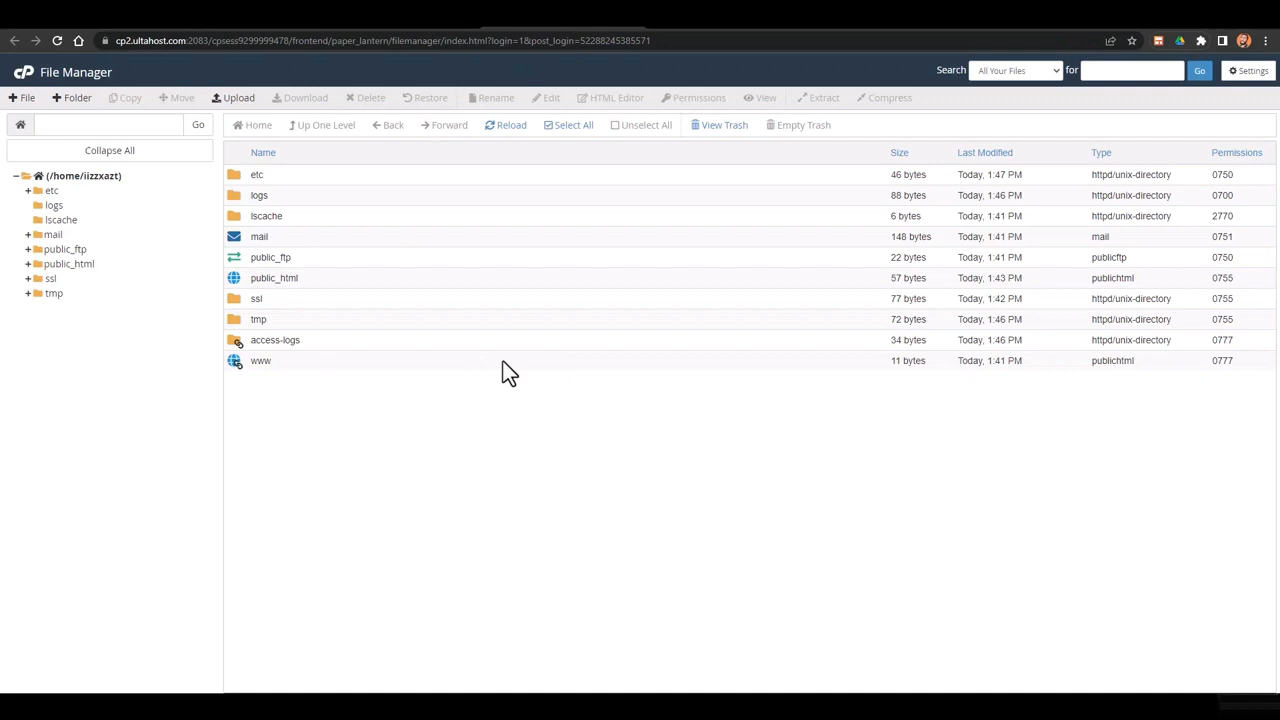 cp2.ultahost.com:2083/cpsess9299999478/frontend/paper_lantern/filemanager/index.html?login=1&post_login=52288245385571
cP File Manager
Search All Your Files for Go Settings
+ File + Folder Copy Move Upload Download Delete Restore Rename Edit HTML Editor Permissions View Extract Compress
Go Home Up One Level Back Forward Reload Select All Unselect All View Trash Empty Trash
Collapse All
(/home/iizzxazt)
etc
logs
lscache
mail
public_ftp
public_html
ssl
tmp
Name Size Last Modified Type Permissions
etc 46 bytes Today, 1:47 PM httpd/unix-directory 0750
logs 88 bytes Today, 1:46 PM httpd/unix-directory 0700
lscache 6 bytes Today, 1:41 PM httpd/unix-directory 2770
mail 148 bytes Today, 1:41 PM mail 0751
public_ftp 22 bytes Today, 1:41 PM publicftp 0750
public_html 57 bytes Today, 1:43 PM publichtml 0755
ssl 77 bytes Today, 1:42 PM httpd/unix-directory 0755
tmp 72 bytes Today, 1:46 PM httpd/unix-directory 0755
access-logs 34 bytes Today, 1:46 PM httpd/unix-directory 0777
www 11 bytes Today, 1:41 PM publichtml 0777